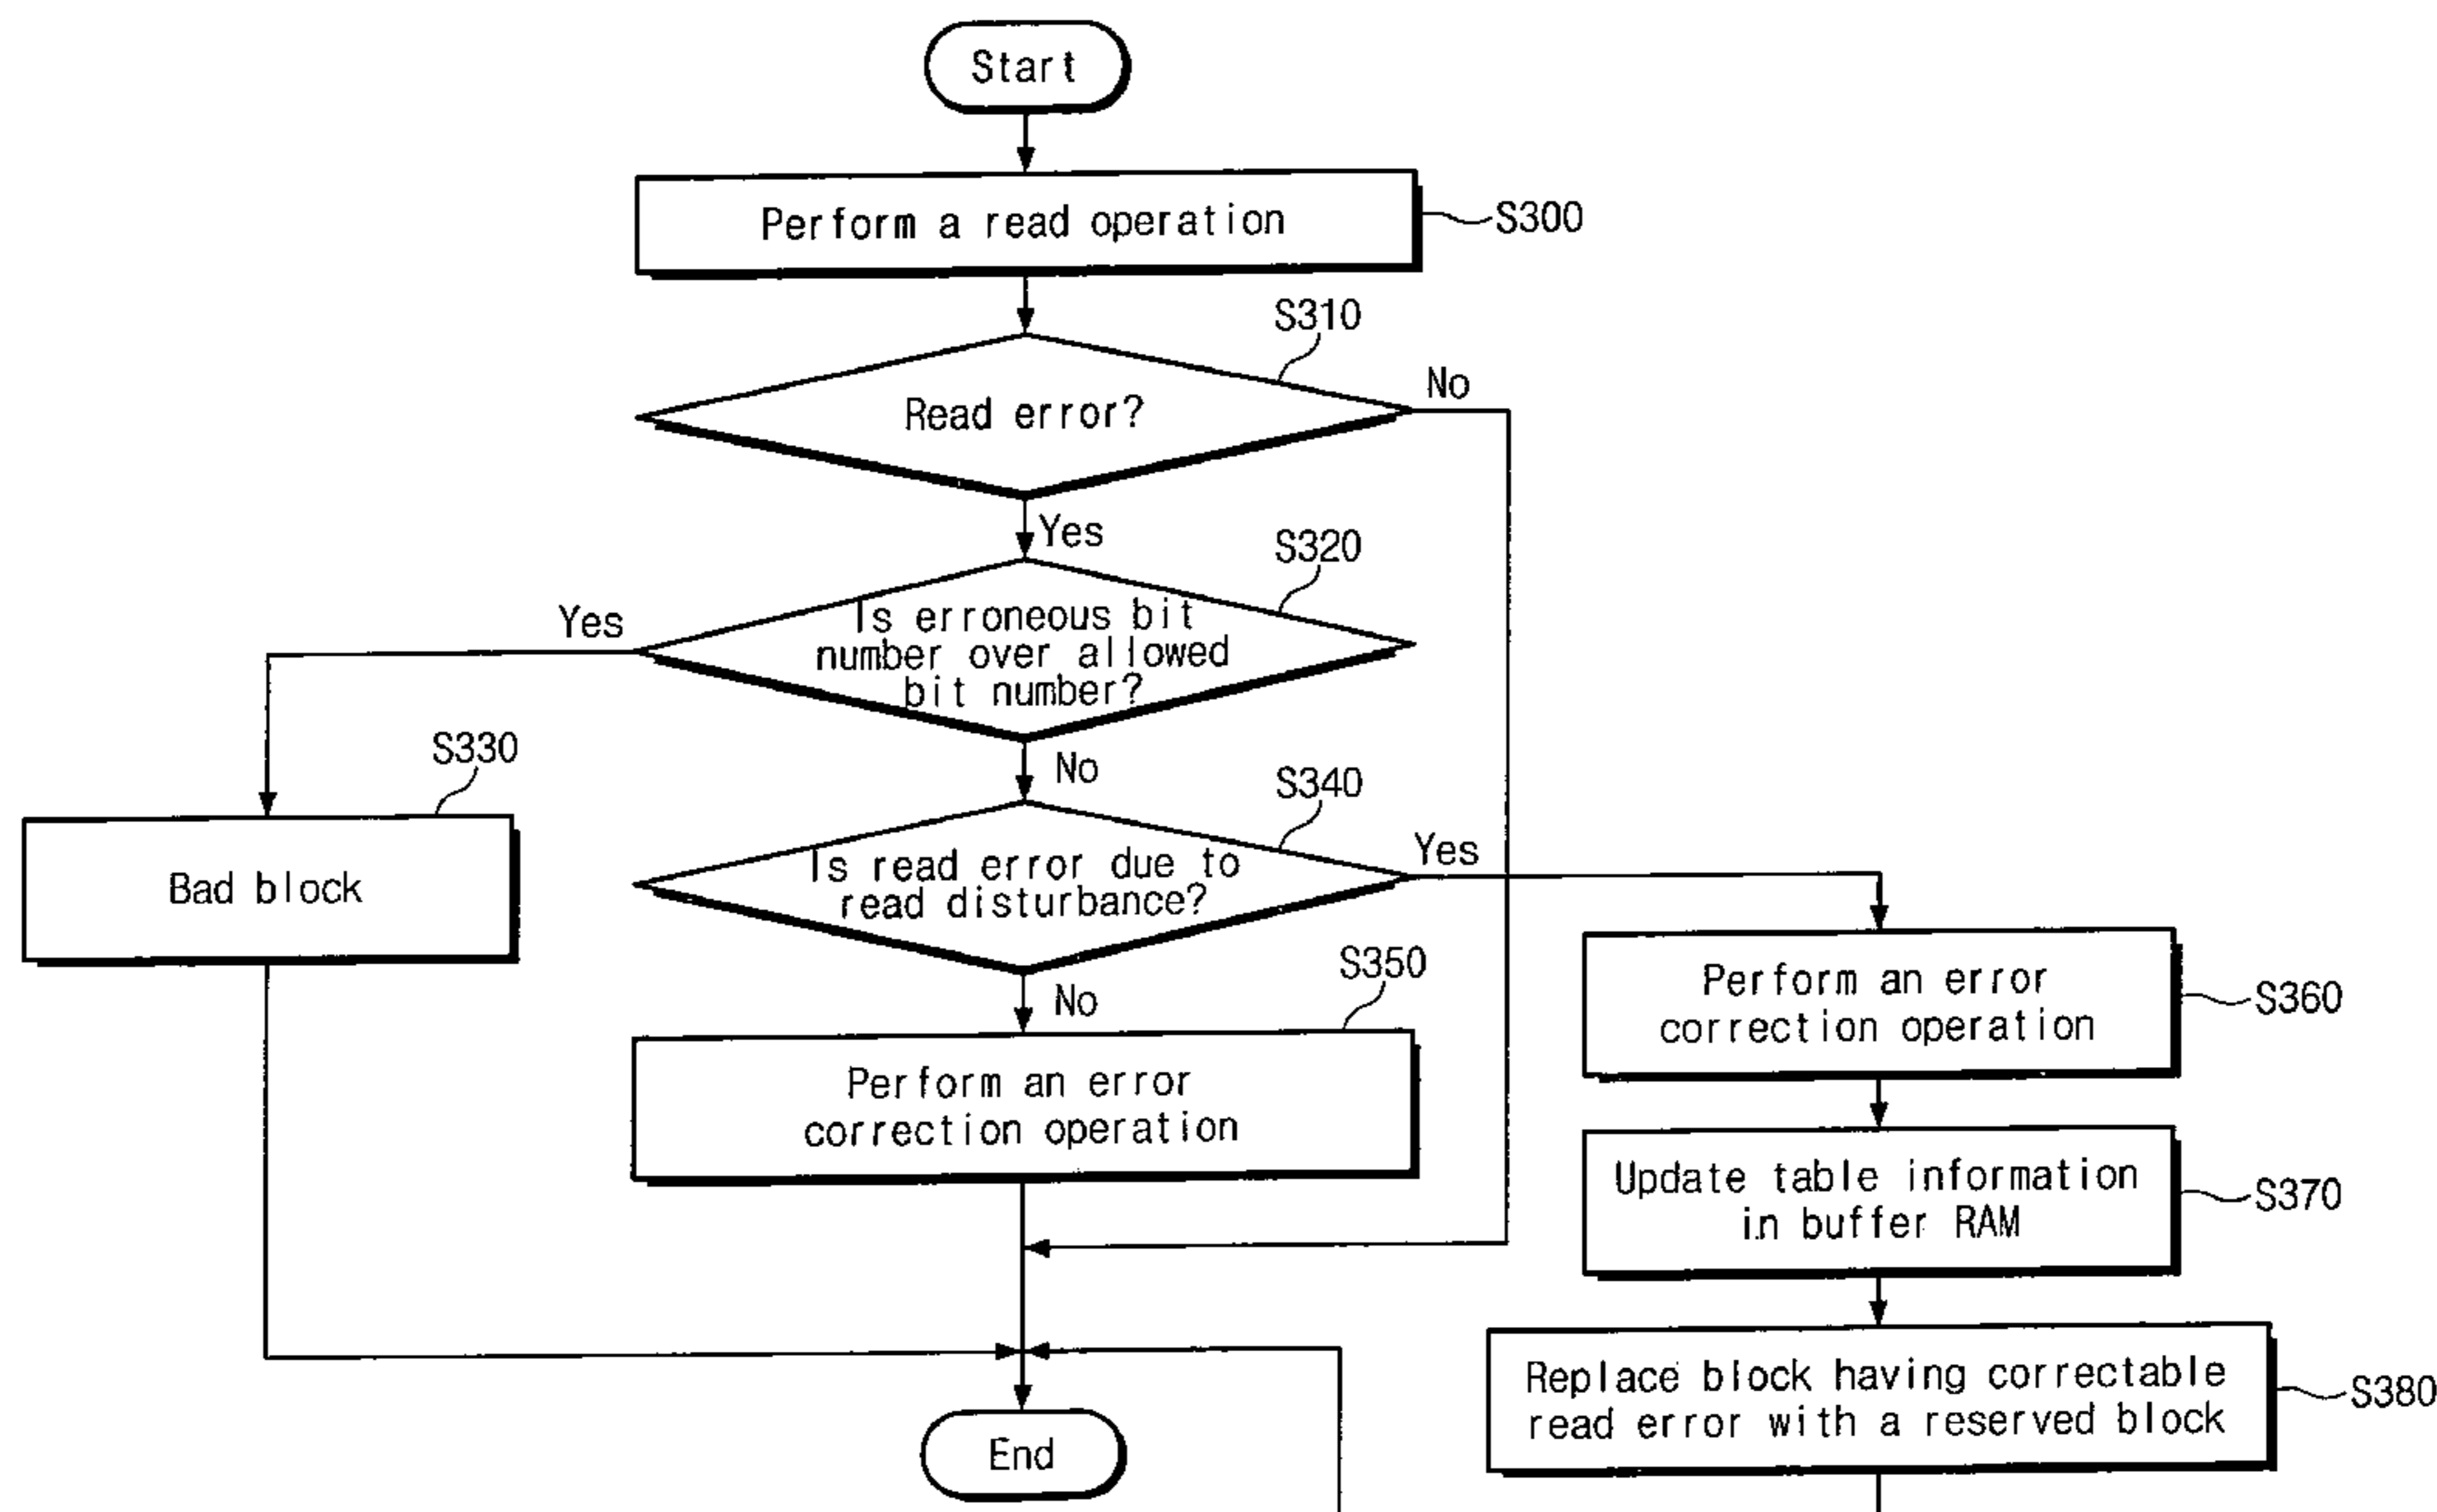 Start
Perform a read operation
S300
S310
Read error?
No
Yes
S320
Is erroneous bit
number over allowed
bit number?
Yes
No
S330
Bad block
S340
Is read error due to
read disturbance?
Yes
No
S350
Perform an error
correction operation
Perform an error
correction operation
S360
Update table information
in buffer RAM
S370
Replace block having correctable
read error with a reserved block
S380
End